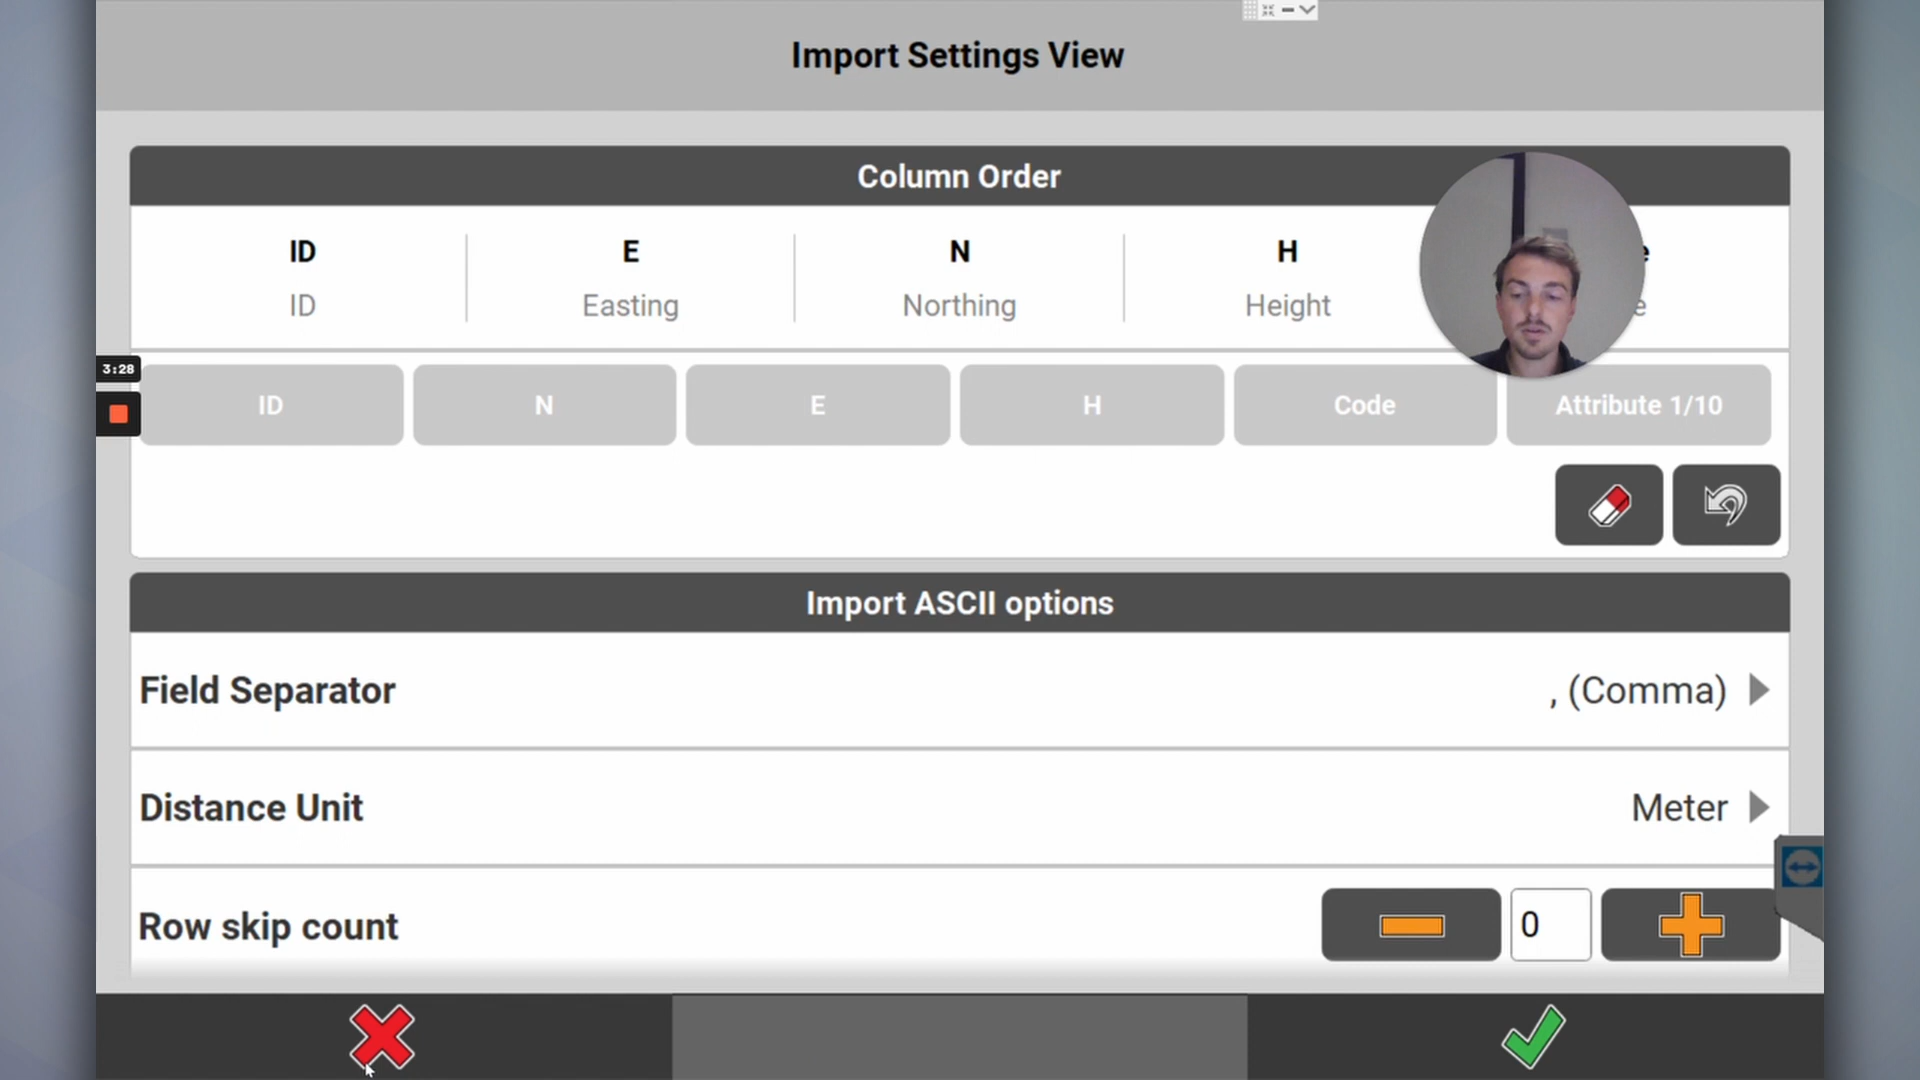 Import Settings View
Column Order
ID E N H
ID Easting Northing Height
3:28
ID N E H Code Attribute 1/10
Import ASCII options
Field Separator , (Comma)
Distance Unit Meter
Row skip count 0